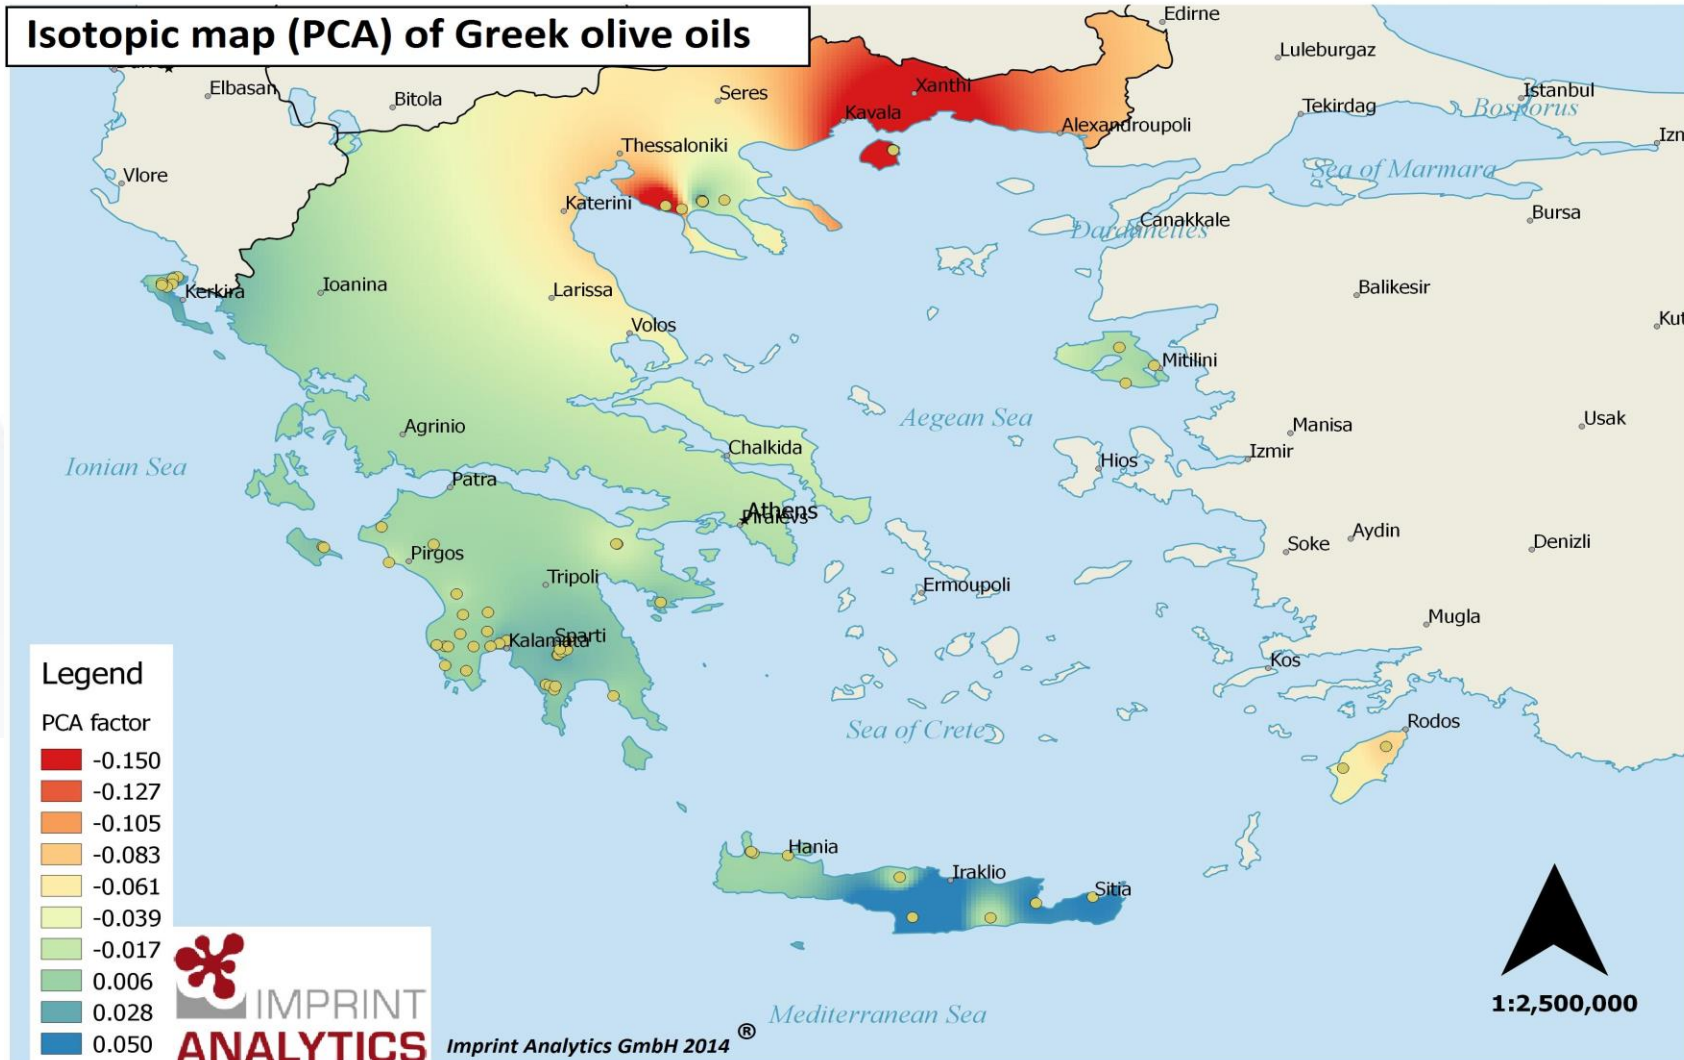 Isotopic map (PCA) of Greek olive oils
Edirne
Luleburgaz
Elbasan
Bitola
Seres
Xanthi
Kavala
Alexandroupoli
Tekirdag
Istanbul
Bosporus
Thessaloniki
Sea of Marmara
Vlore
Katerini
Canakkale
Dardanelles
Bursa
Kerkira
Ioanina
Larissa
Balikesir
Volos
Mitilini
Agrinio
Aegean Sea
Manisa
Usak
Chalkida
Ionian Sea
Hios
Izmir
Patra
Athens
Piraievs
Pirgos
Soke
Aydin
Denizli
Tripoli
Ermoupoli
Mugla
Kalamata
Sparti
Kos
Sea of Crete
Rodos
Hania
Iraklio
Sitia
Mediterranean Sea
Legend
PCA factor
-0.150
-0.127
-0.105
-0.083
-0.061
-0.039
-0.017
0.006
0.028
0.050
IMPRINT
ANALYTICS
Imprint Analytics GmbH 2014 ®
1:2,500,000